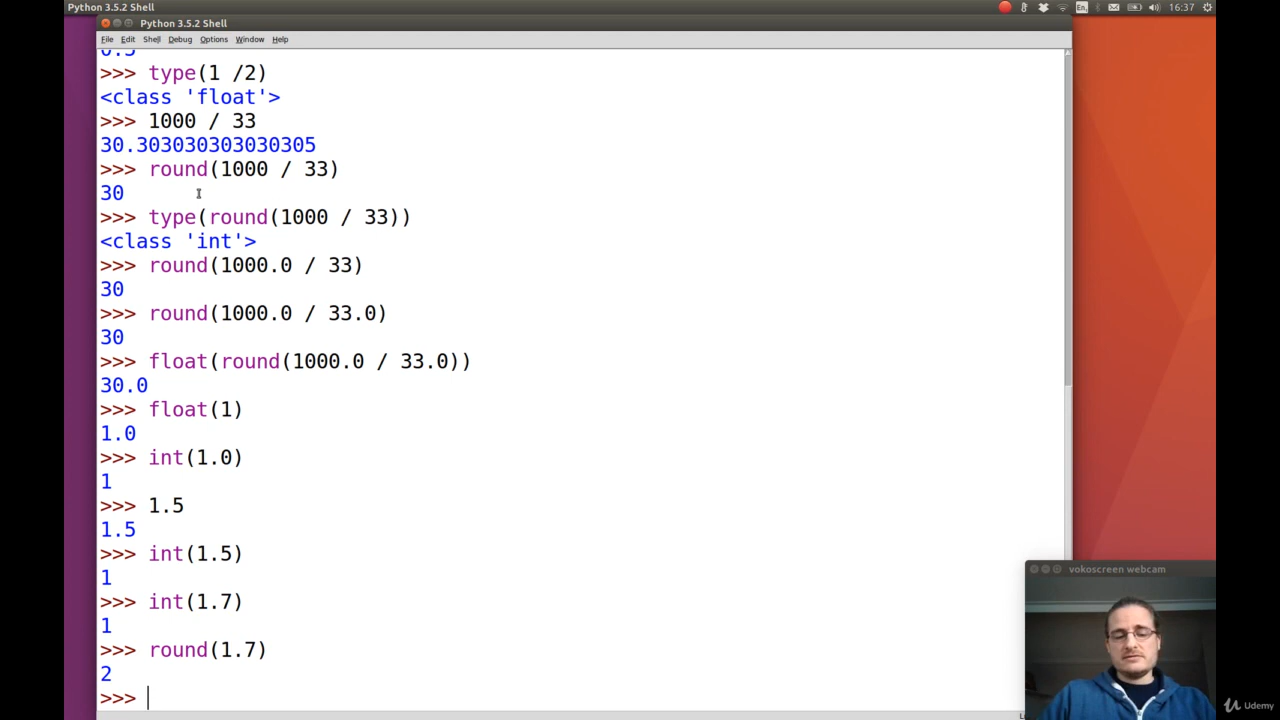 Python 3.5.2 Shell
En
16:37
Python 3.5.2 Shell
File Edit Shell Debug Options Window Help
0.5
>>> type(1 /2)
<class 'float'>
>>> 1000 / 33
30.303030303030305
>>> round(1000 / 33)
30
>>> type(round(1000 / 33))
<class 'int'>
>>> round(1000.0 / 33)
30
>>> round(1000.0 / 33.0)
30
>>> float(round(1000.0 / 33.0))
30.0
>>> float(1)
1.0
>>> int(1.0)
1
>>> 1.5
1.5
>>> int(1.5)
1
>>> int(1.7)
1
>>> round(1.7)
2
>>>
vokoscreen webcam
Udemy